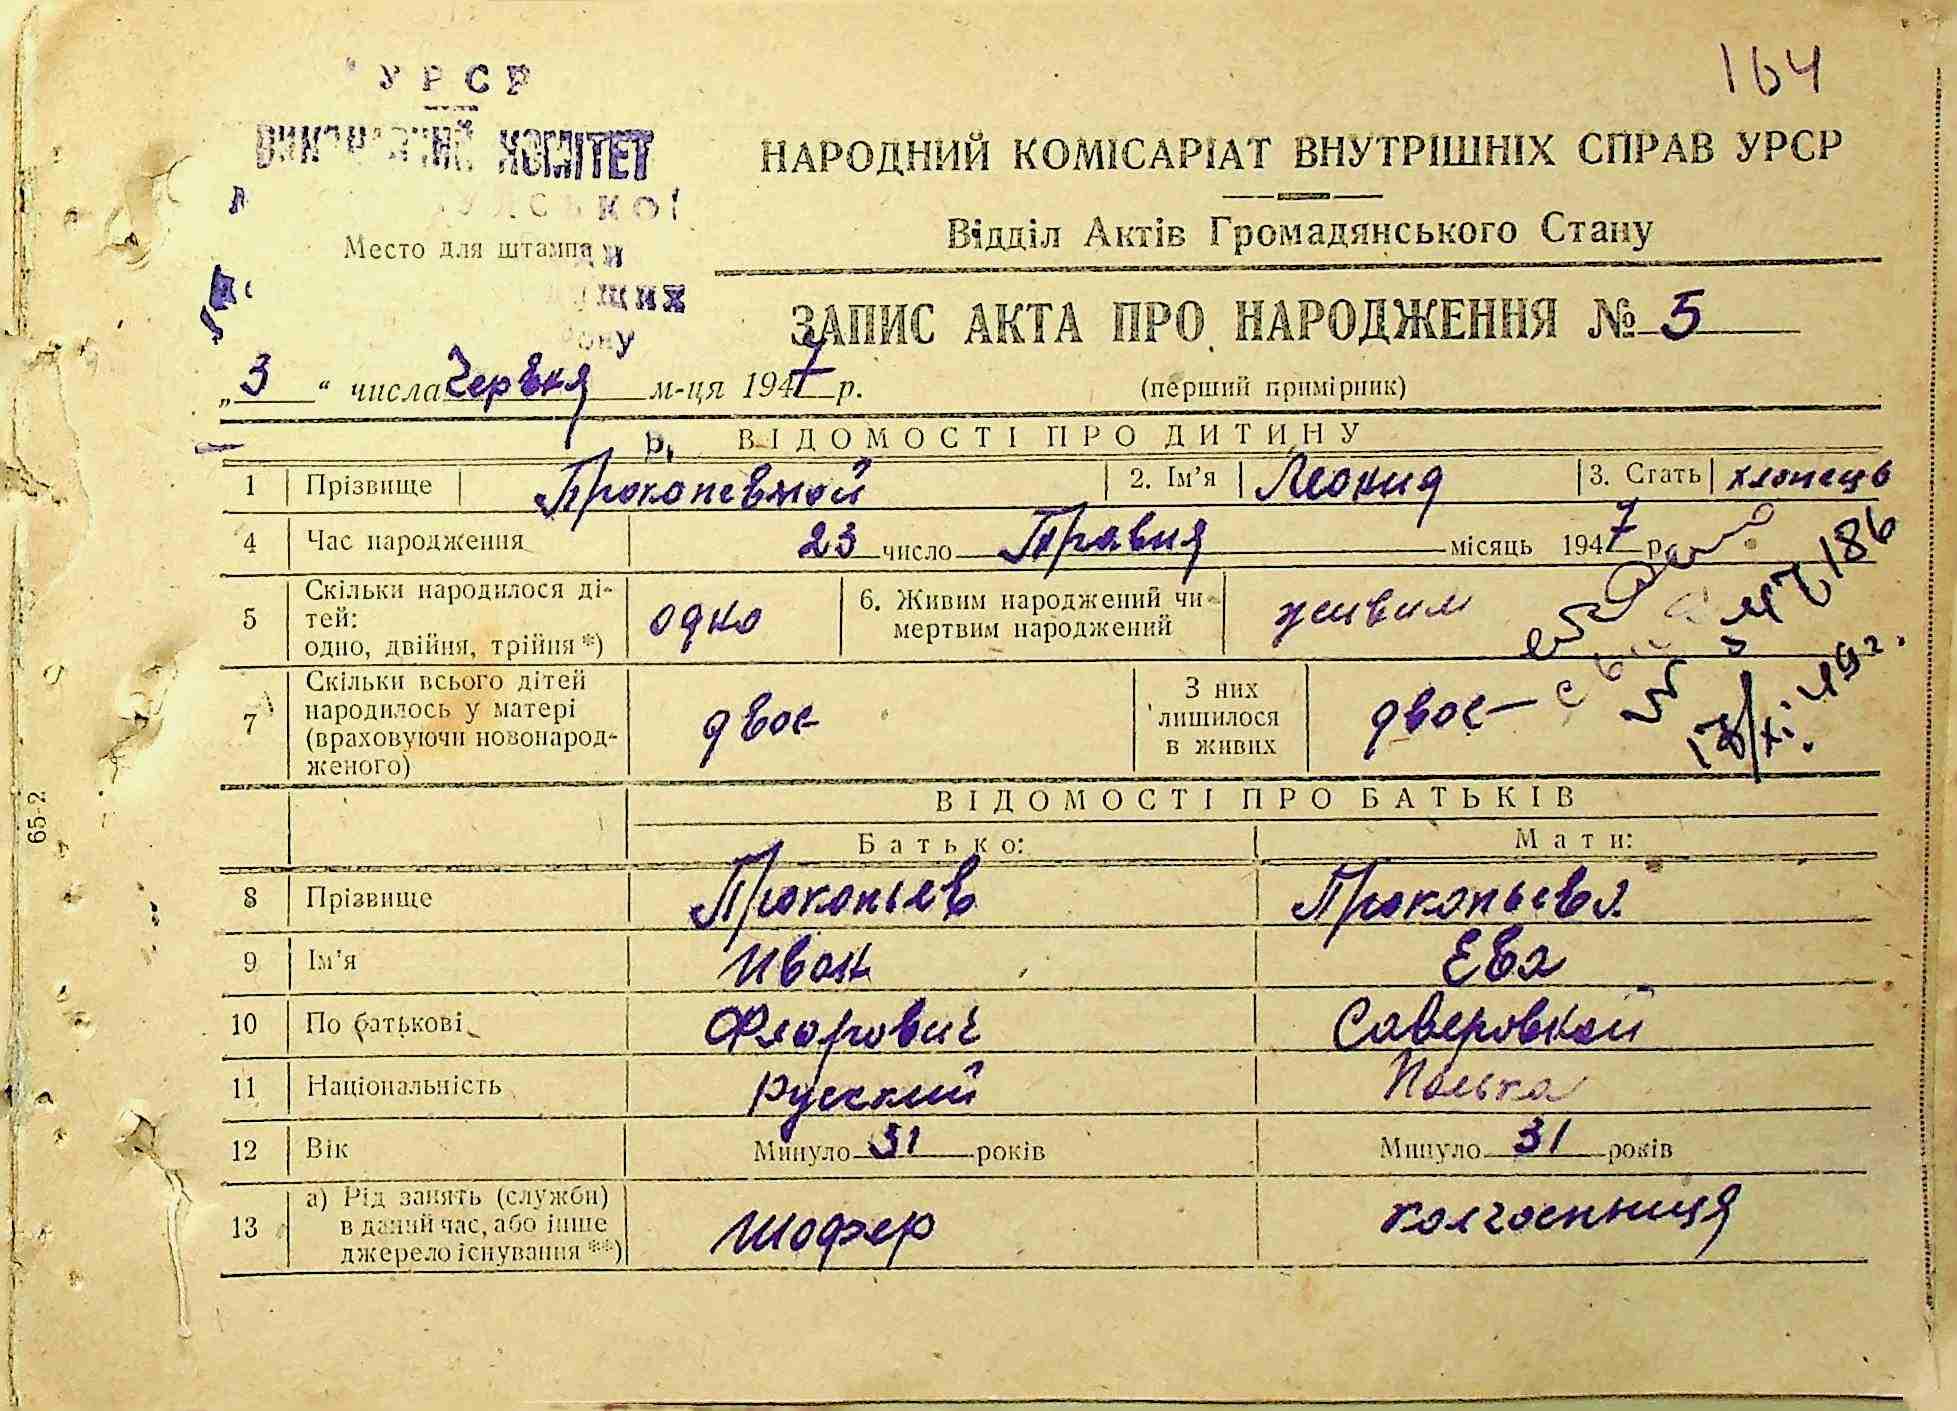 164
УРСР
КОМІТЕТ
НАРОДНИЙ КОМІСАРІАТ ВНУТРІШНІХ СПРАВ УРСР
Відділ Актів Громадянського Стану
Место для штампа
ЗАПИС АКТА ПРО НАРОДЖЕННЯ № 5
„ 3 “ числа Червня м-ця 1947 р.
(перший примірник)
ВІДОМОСТІ ПРО ДИТИНУ
1 Прізвище 2. Ім'я Леонид 3. Стать хлопець
4 Час народження 23 число Травня місяць 1947 р.
5 Скільки народилося дітей: одно, двійня, трійня *) одно 6. Живим народжений чи мертвим народжений живим
7 Скільки всього дітей народилось у матері (враховуючи новонародженого) двоє З них лишилося в живих двоє
ВІДОМОСТІ ПРО БАТЬКІВ
Батько: Мати:
8 Прізвище Прокопьев Прокопьева
9 Ім'я Иван Ева
10 По батькові Флорович
11 Національність Русский Полька
12 Вік Минуло 31 років Минуло 31 років
13 а) Рід занять (служби) в даний час, або інше джерело існування **) Шофер колгоспниця
65-2